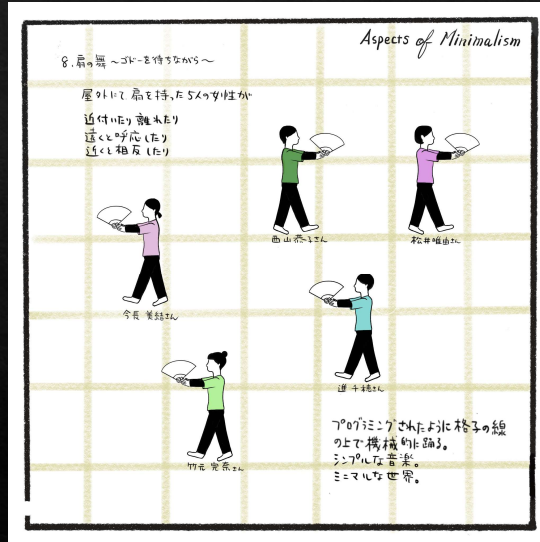 Aspects of Minimalism
8.扇の舞 ～ゴドーを待ちながら～
屋外にて 扇を持った5人の女性が
近付いたり 離れたり
遠くと呼応したり
近くと相反したり
西山恭子さん
松井唯由さん
今長 美結さん
進 千穂さん
竹元 完奈さん
プログラミングされたように格子の線
の上で機械的に踊る。
シンプルな音楽。
ミニマルな世界。